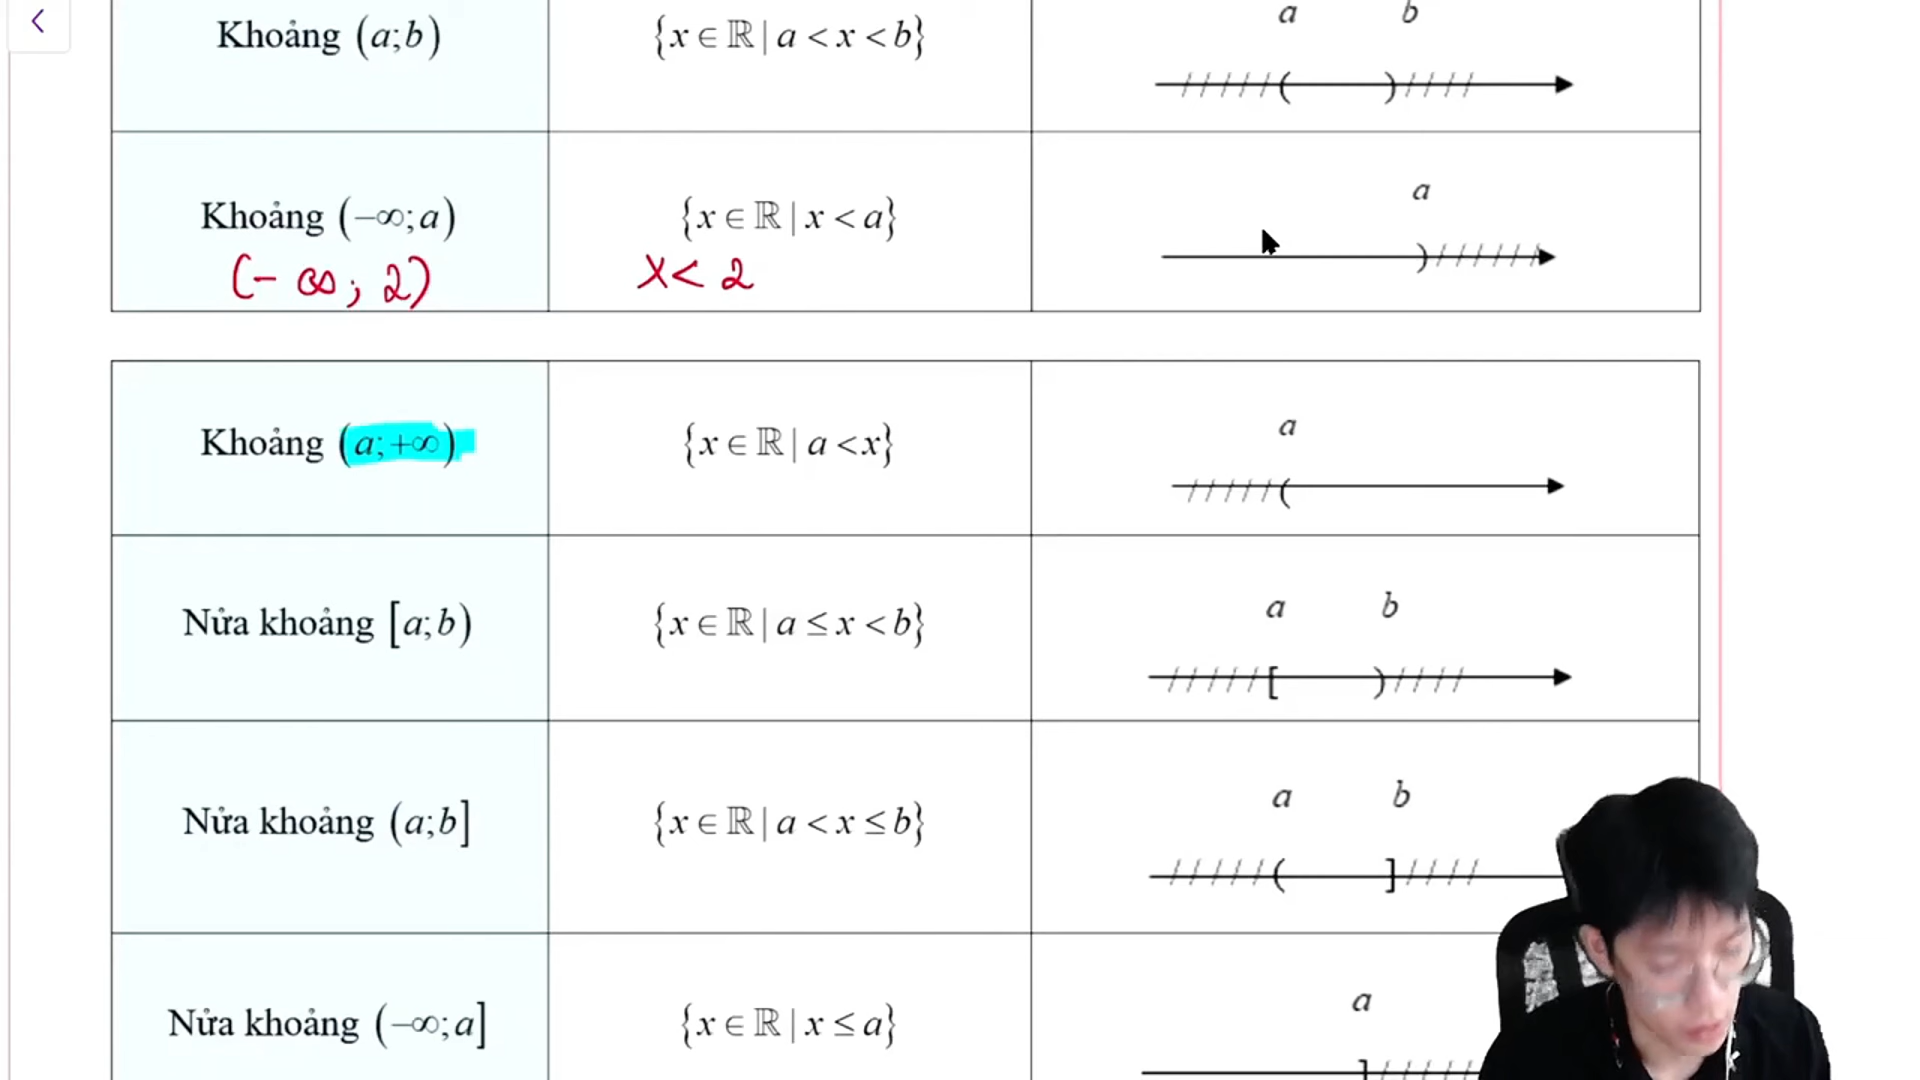 a b
Khoảng (a;b) {x ∈ ℝ | a < x < b}
/////( )////
a
Khoảng (−∞;a) {x ∈ ℝ | x < a}
)//////
(- ∞; 2) x < 2
a
Khoảng (a;+∞) {x ∈ ℝ | a < x}
/////(
a b
Nửa khoảng [a;b) {x ∈ ℝ | a ≤ x < b}
/////[ )////
a b
Nửa khoảng (a;b] {x ∈ ℝ | a < x ≤ b}
/////( ]////
a
Nửa khoảng (−∞;a] {x ∈ ℝ | x ≤ a}
]/////